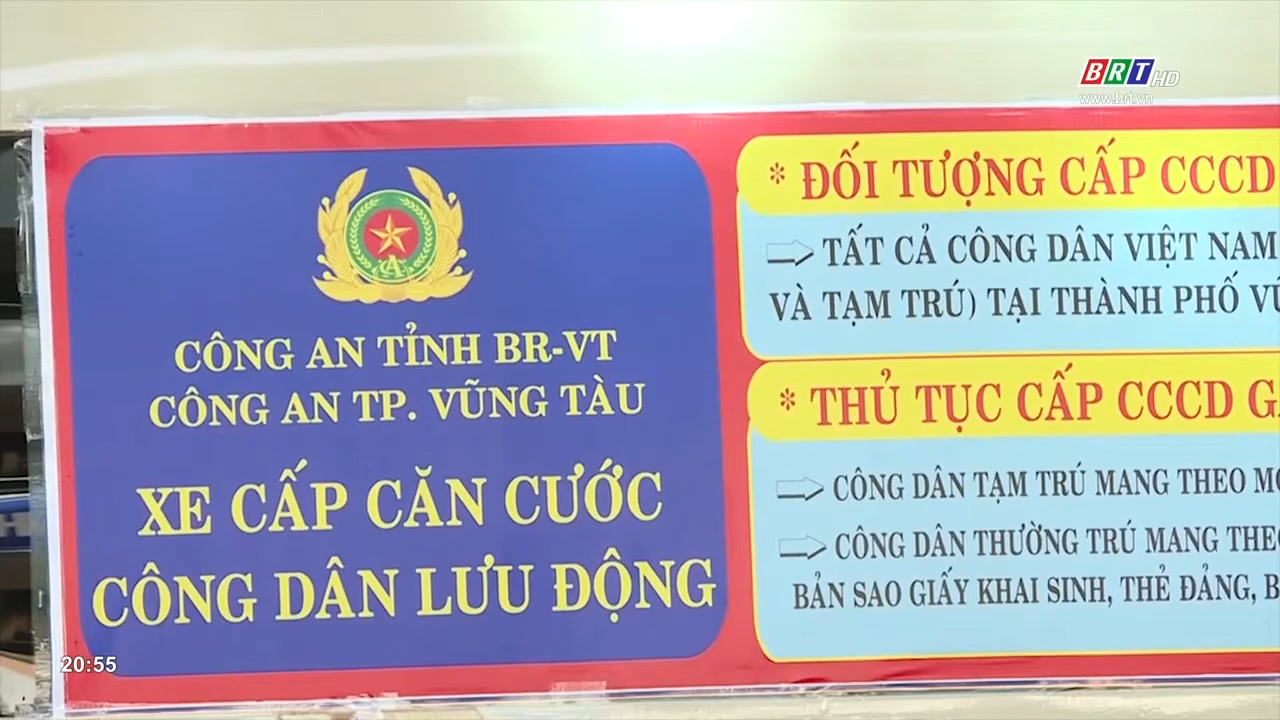 BRT HD
www.brt.vn
CÔNG AN TỈNH BR-VT
CÔNG AN TP. VŨNG TÀU
XE CẤP CĂN CƯỚC
CÔNG DÂN LƯU ĐỘNG
* ĐỐI TƯỢNG CẤP CCCD
TẤT CẢ CÔNG DÂN VIỆT NAM
VÀ TẠM TRÚ) TẠI THÀNH PHỐ
* THỦ TỤC CẤP CCCD
CÔNG DÂN TẠM TRÚ MANG THEO
CÔNG DÂN THƯỜNG TRÚ MANG
BẢN SAO GIẤY KHAI SINH, THẺ ĐẢNG,
20:55